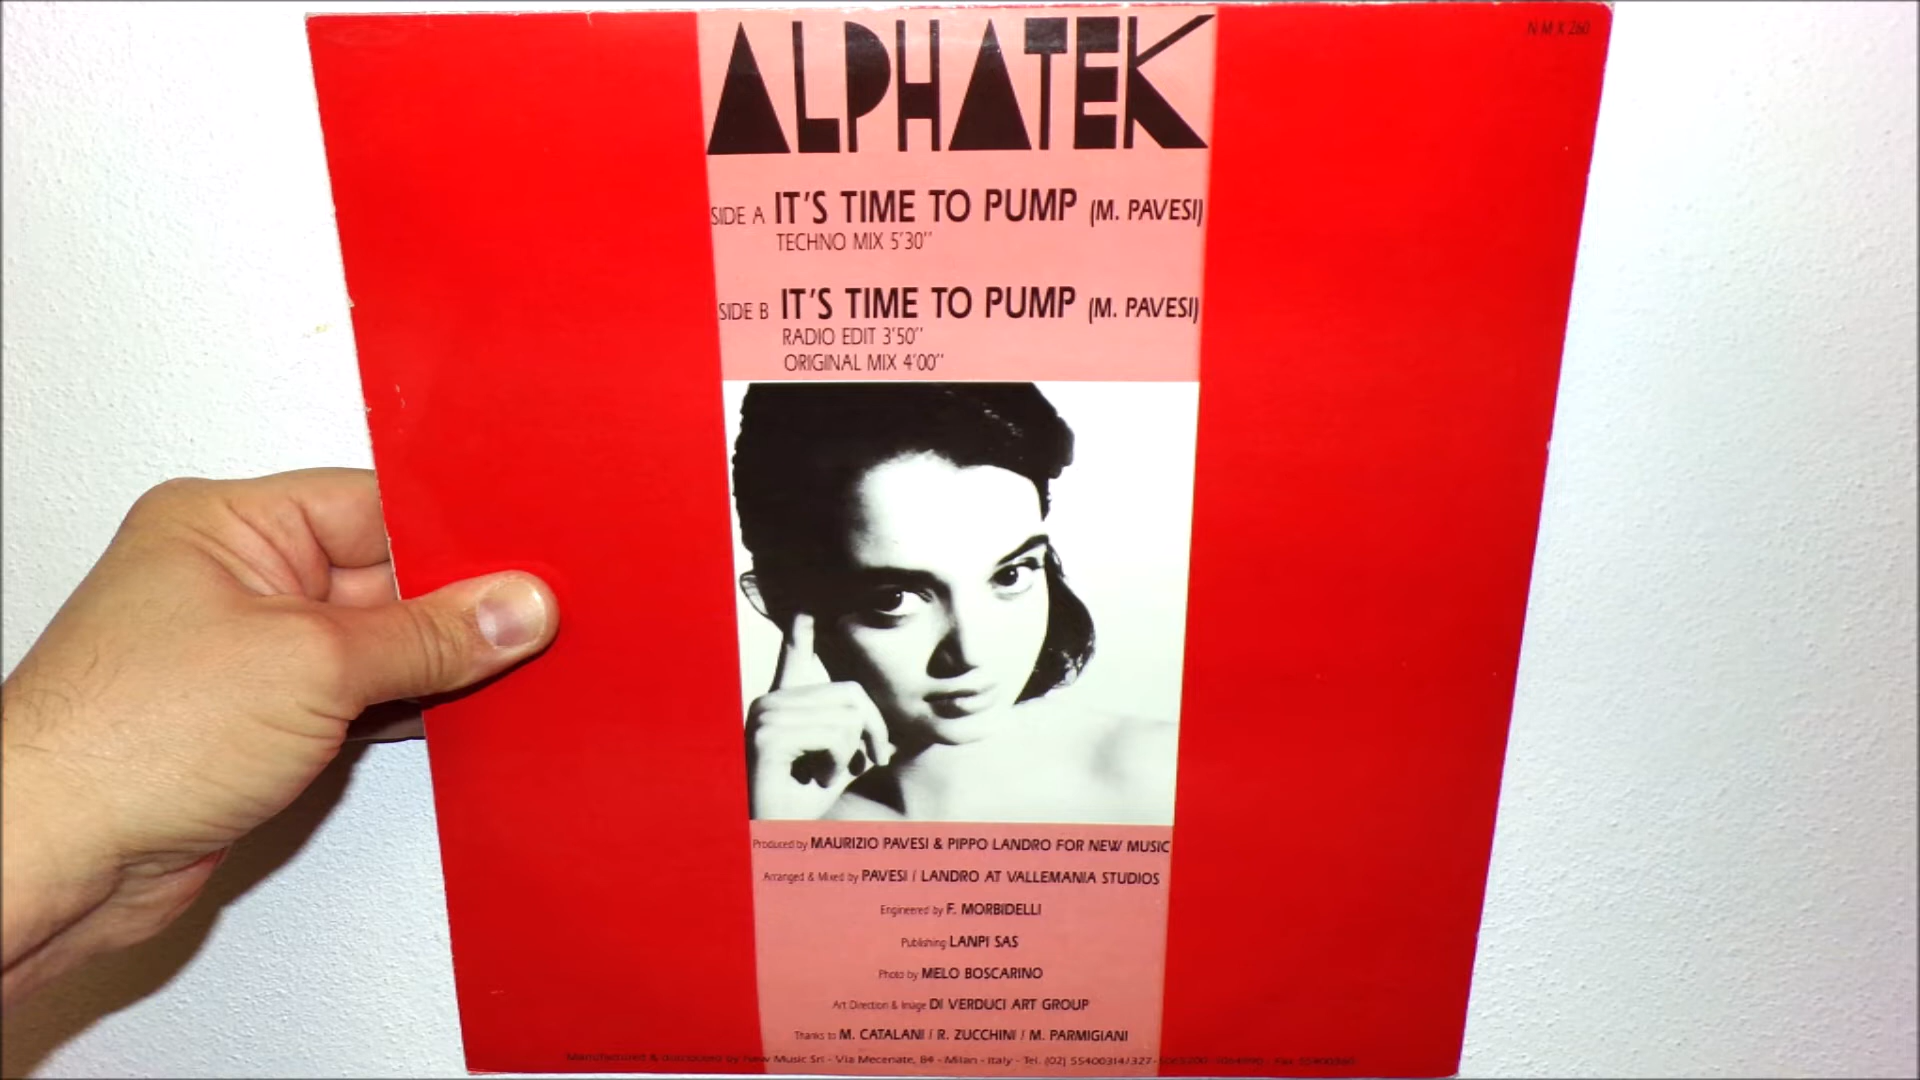 NMX 260
ALPHATEK
SIDE A IT'S TIME TO PUMP (M. PAVESI)
TECHNO MIX 5'30''
SIDE B IT'S TIME TO PUMP (M. PAVESI)
RADIO EDIT 3'50''
ORIGINAL MIX 4'00''
Produced by MAURIZIO PAVESI & PIPPO LANDRO FOR NEW MUSIC
Arranged & Mixed by PAVESI / LANDRO AT VALLEMANIA STUDIOS
Engineered by F. MORBIDELLI
Publishing LANPI SAS
Photo by MELO BOSCARINO
Art Direction & Image DI VERDUCI ART GROUP
Thanks to M. CATALANI / R. ZUCCHINI / M. PARMIGIANI
Manufactured & distributed by New Music Srl - Via Mecenate, 84 - Milan - Italy - Tel. (02) 55400314/327 - Fax